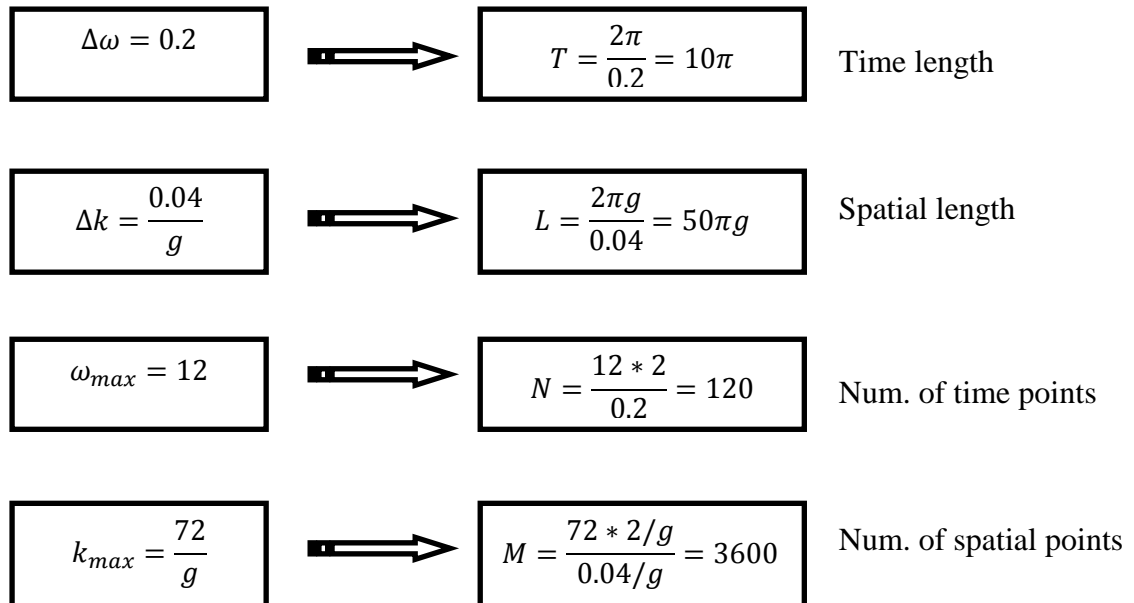 Δω = 0.2
T = 2π/0.2 = 10π
Time length
Δk = 0.04/g
L = 2πg/0.04 = 50πg
Spatial length
ω_max = 12
N = 12 * 2/0.2 = 120
Num. of time points
k_max = 72/g
M = 72 * 2/g / 0.04/g = 3600
Num. of spatial points